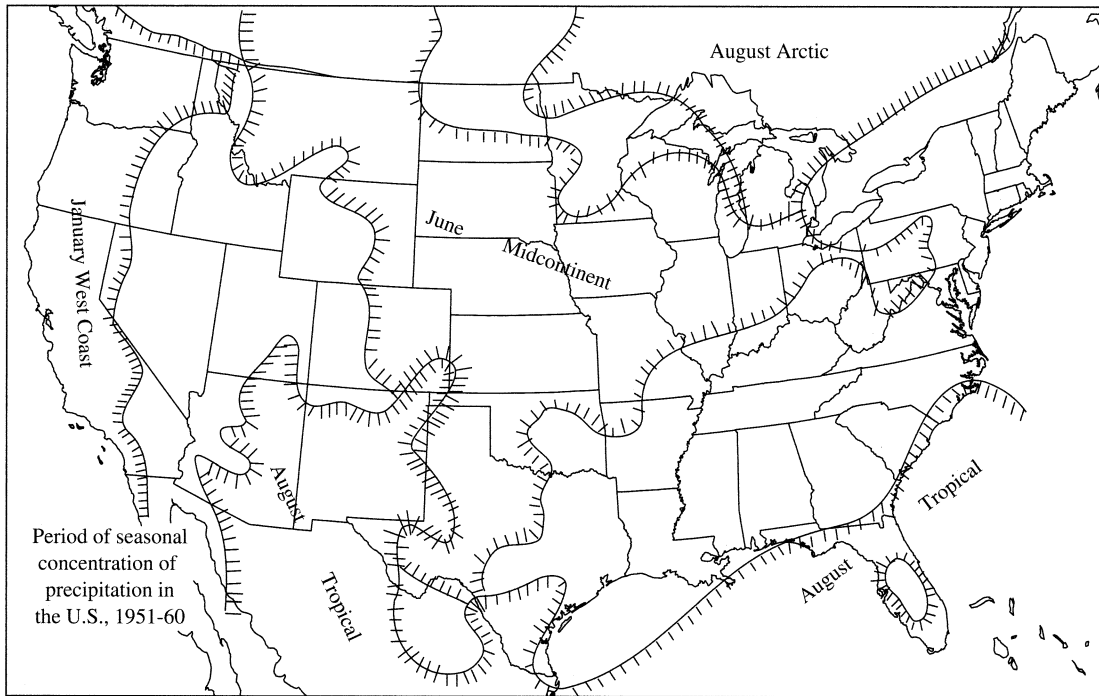 August Arctic
January West Coast
June
Midcontinent
August
Tropical
August
Tropical
Period of seasonal
concentration of
precipitation in
the U.S., 1951-60